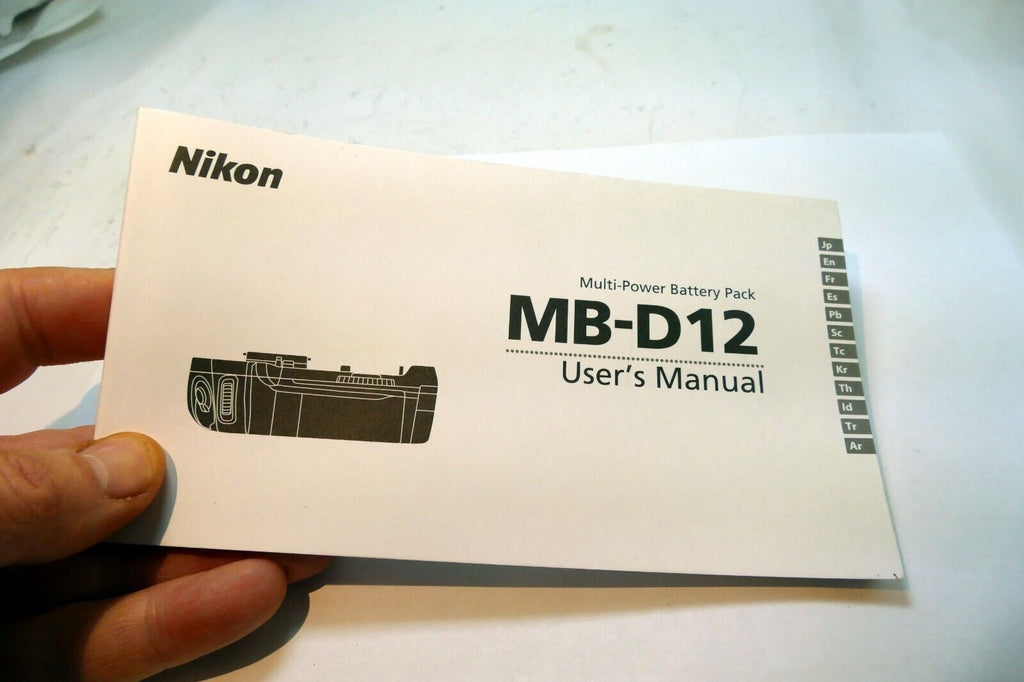 Nikon
Multi-Power Battery Pack
MB-D12
User's Manual
Jp
En
Fr
Es
Pb
Sc
Tc
Kr
Th
Id
Tr
Ar